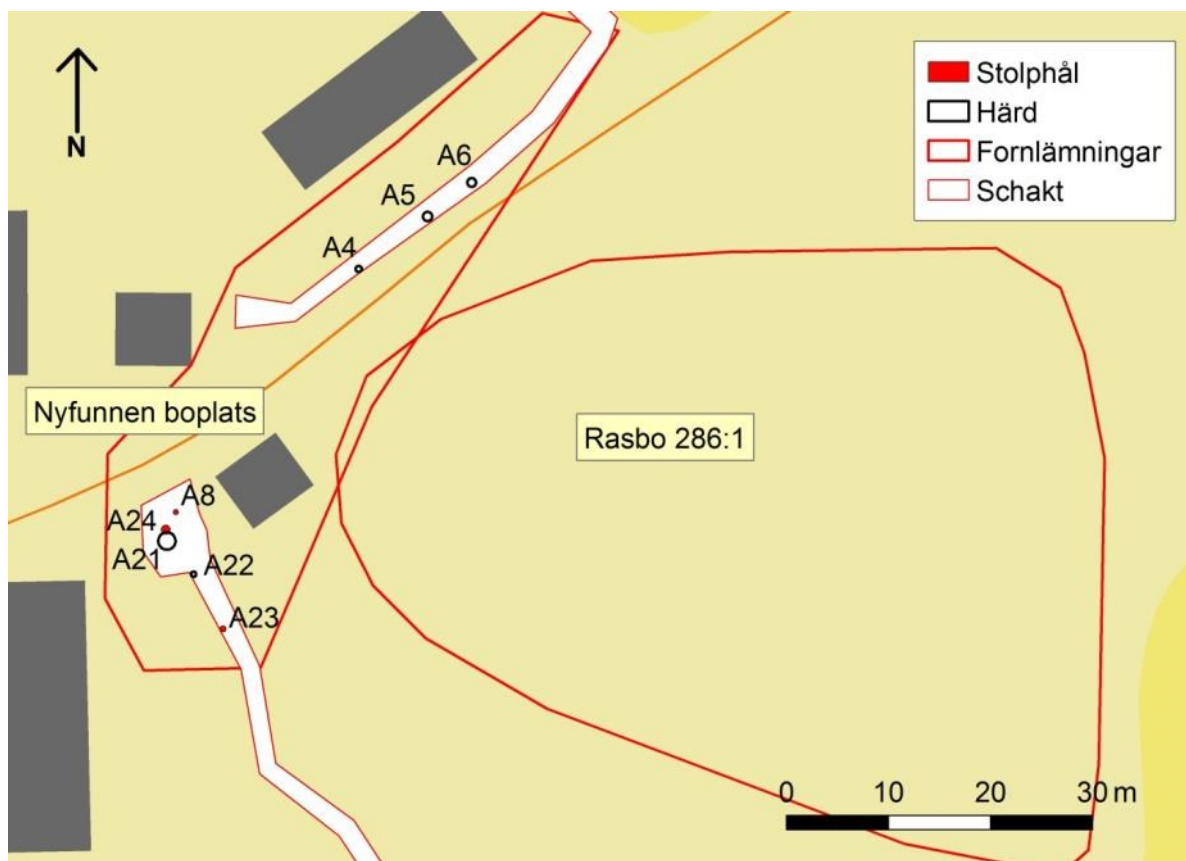 N
Stolphål
Härd
Fornlämningar
Schakt
A6
A5
A4
Nyfunnen boplats
Rasbo 286:1
A8
A24
A21
A22
A23
0 10 20 30 m